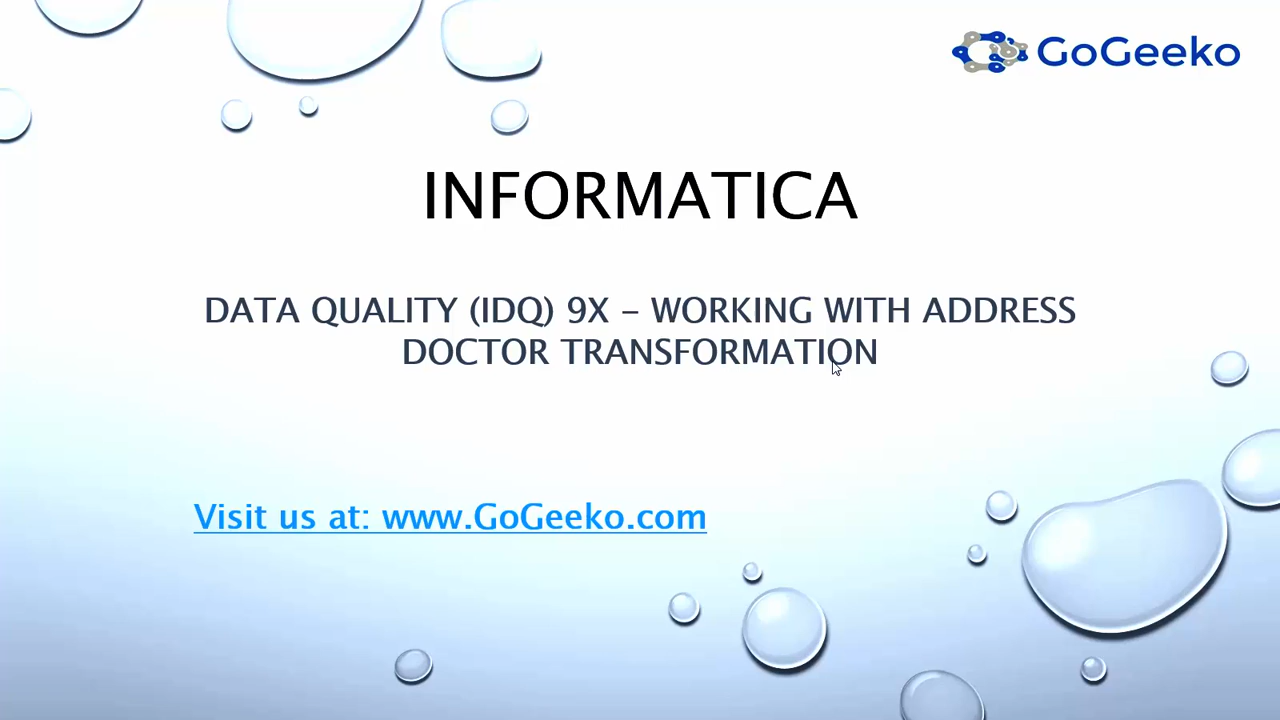 GoGeeko
INFORMATICA
DATA QUALITY (IDQ) 9X – WORKING WITH ADDRESS
DOCTOR TRANSFORMATION
Visit us at: www.GoGeeko.com